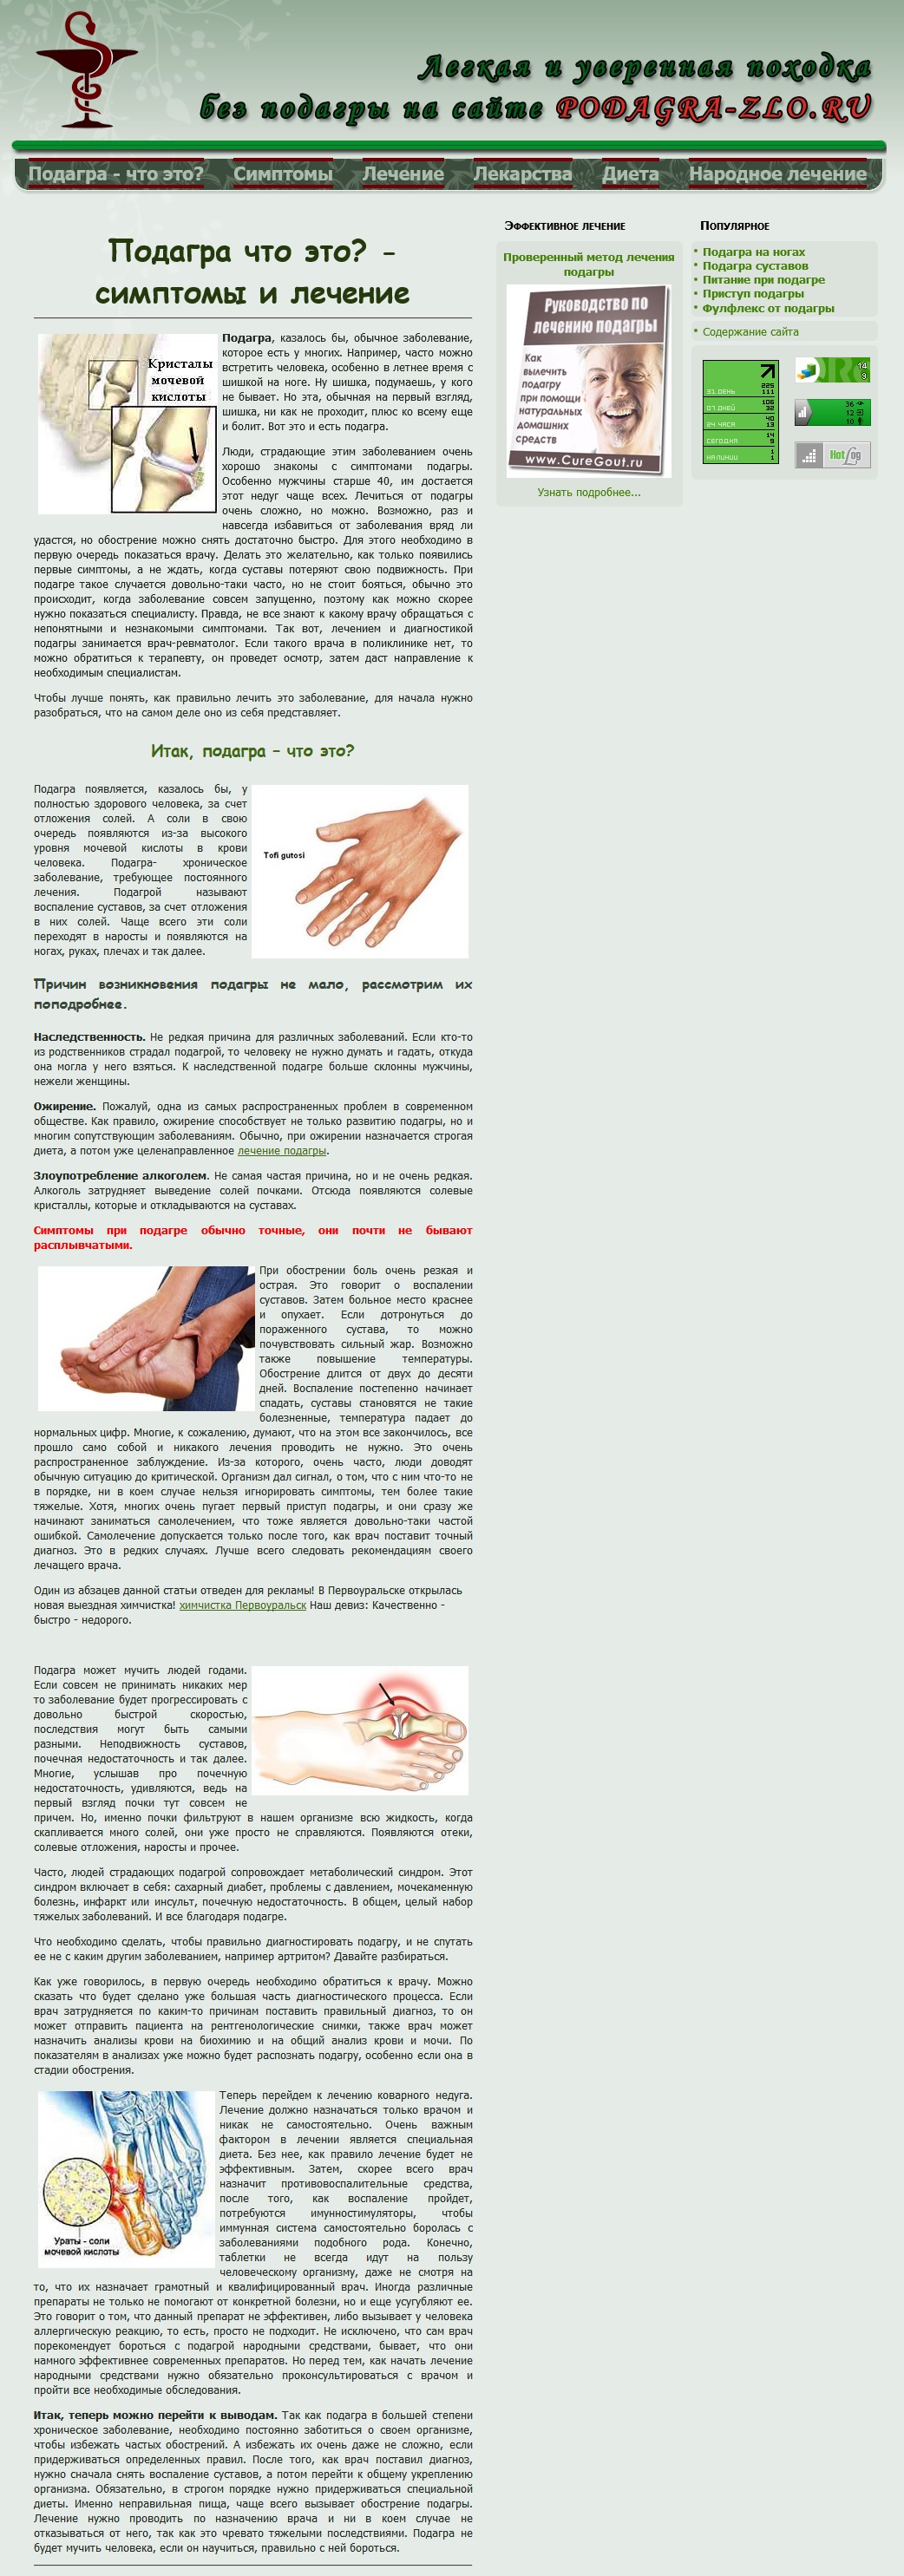 Легкая и уверенная походка
без подагры на сайте PODAGRA-ZLO.RU
Подагра - что это? Симптомы Лечение Лекарства Диета Народное лечение
Подагра что это? -
симптомы и лечение
Кристалы
мочевой
кислоты
Подагра, казалось бы, обычное заболевание,
которое есть у многих. Например, часто можно
встретить человека, особенно в летнее время с
шишкой на ноге. Ну шишка, подумаешь, у кого
не бывает. Но эта, обычная на первый взгляд,
шишка, ни как не проходит, плюс ко всему еще
и болит. Вот это и есть подагра.
Люди, страдающие этим заболеванием очень
хорошо знакомы с симптомами подагры.
Особенно мужчины старше 40, им достается
этот недуг чаще всех. Лечиться от подагры
очень сложно, но можно. Возможно, раз и
навсегда избавиться от заболевания вряд ли
удастся, но обострение можно снять достаточно быстро. Для этого необходимо в
первую очередь показаться врачу. Делать это желательно, как только появились
первые симптомы, а не ждать, когда суставы потеряют свою подвижность. При
подагре такое случается довольно-таки часто, но не стоит бояться, обычно это
происходит, когда заболевание совсем запущенно, поэтому как можно скорее
нужно показаться специалисту. Правда, не все знают к какому врачу обращаться с
непонятными и незнакомыми симптомами. Так вот, лечением и диагностикой
подагры занимается врач-ревматолог. Если такого врача в поликлинике нет, то
можно обратиться к терапевту, он проведет осмотр, затем даст направление к
необходимым специалистам.
Чтобы лучше понять, как правильно лечить это заболевание, для начала нужно
разобраться, что на самом деле оно из себя представляет.
Итак, подагра – что это?
Подагра появляется, казалось бы, у
полностью здорового человека, за счет
отложения солей. А соли в свою
очередь появляются из-за высокого
уровня мочевой кислоты в крови
человека. Подагра- хроническое
заболевание, требующее постоянного
лечения. Подагрой называют
воспаление суставов, за счет отложения
в них солей. Чаще всего эти соли
переходят в наросты и появляются на
ногах, руках, плечах и так далее.
Tofi gutosi
Причин возникновения подагры не мало, рассмотрим их
поподробнее.
Наследственность. Не редкая причина для различных заболеваний. Если кто-то
из родственников страдал подагрой, то человеку не нужно думать и гадать, откуда
она могла у него взяться. К наследственной подагре больше склонны мужчины,
нежели женщины.
Ожирение. Пожалуй, одна из самых распространенных проблем в современном
обществе. Как правило, ожирение способствует не только развитию подагры, но и
многим сопутствующим заболеваниям. Обычно, при ожирении назначается строгая
диета, а потом уже целенаправленное лечение подагры.
Злоупотребление алкоголем. Не самая частая причина, но и не очень редкая.
Алкоголь затрудняет выведение солей почками. Отсюда появляются солевые
кристаллы, которые и откладываются на суставах.
Симптомы при подагре обычно точные, они почти не бывают
расплывчатыми.
При обострении боль очень резкая и
острая. Это говорит о воспалении
суставов. Затем больное место краснее
и опухает. Если дотронуться до
пораженного сустава, то можно
почувствовать сильный жар. Возможно
также повышение температуры.
Обострение длится от двух до десяти
дней. Воспаление постепенно начинает
спадать, суставы становятся не такие
болезненные, температура падает до
нормальных цифр. Многие, к сожалению, думают, что на этом все закончилось, все
прошло само собой и никакого лечения проводить не нужно. Это очень
распространенное заблуждение. Из-за которого, очень часто, люди доводят
обычную ситуацию до критической. Организм дал сигнал, о том, что с ним что-то не
в порядке, ни в коем случае нельзя игнорировать симптомы, тем более такие
тяжелые. Хотя, многих очень пугает первый приступ подагры, и они сразу же
начинают заниматься самолечением, что тоже является довольно-таки частой
ошибкой. Самолечение допускается только после того, как врач поставит точный
диагноз. Это в редких случаях. Лучше всего следовать рекомендациям своего
лечащего врача.
Один из абзацев данной статьи отведен для рекламы! В Первоуральске открылась
новая выездная химчистка! химчистка Первоуральск Наш девиз: Качественно -
быстро - недорого.
Подагра может мучить людей годами.
Если совсем не принимать никаких мер
то заболевание будет прогрессировать с
довольно быстрой скоростью,
последствия могут быть самыми
разными. Неподвижность суставов,
почечная недостаточность и так далее.
Многие, услышав про почечную
недостаточность, удивляются, ведь на
первый взгляд почки тут совсем не
причем. Но, именно почки фильтруют в нашем организме всю жидкость, когда
скапливается много солей, они уже просто не справляются. Появляются отеки,
солевые отложения, наросты и прочее.
Часто, людей страдающих подагрой сопровождает метаболический синдром. Этот
синдром включает в себя: сахарный диабет, проблемы с давлением, мочекаменную
болезнь, инфаркт или инсульт, почечную недостаточность. В общем, целый набор
тяжелых заболеваний. И все благодаря подагре.
Что необходимо сделать, чтобы правильно диагностировать подагру, и не спутать
ее не с каким другим заболеванием, например артритом? Давайте разбираться.
Как уже говорилось, в первую очередь необходимо обратиться к врачу. Можно
сказать что будет сделано уже большая часть диагностического процесса. Если
врач затрудняется по каким-то причинам поставить правильный диагноз, то он
может отправить пациента на рентгенологические снимки, также врач может
назначить анализы крови на биохимию и на общий анализ крови и мочи. По
показателям в анализах уже можно будет распознать подагру, особенно если она в
стадии обострения.
Ураты - соли
мочевой кислоты
Теперь перейдем к лечению коварного недуга.
Лечение должно назначаться только врачом и
никак не самостоятельно. Очень важным
фактором в лечении является специальная
диета. Без нее, как правило лечение будет не
эффективным. Затем, скорее всего врач
назначит противовоспалительные средства,
после того, как воспаление пройдет,
потребуются имунностимуляторы, чтобы
иммунная система самостоятельно боролась с
заболеваниями подобного рода. Конечно,
таблетки не всегда идут на пользу
человеческому организму, даже не смотря на
то, что их назначает грамотный и квалифицированный врач. Иногда различные
препараты не только не помогают от конкретной болезни, но и еще усугубляют ее.
Это говорит о том, что данный препарат не эффективен, либо вызывает у человека
аллергическую реакцию, то есть, просто не подходит. Не исключено, что сам врач
порекомендует бороться с подагрой народными средствами, бывает, что они
намного эффективнее современных препаратов. Но перед тем, как начать лечение
народными средствами нужно обязательно проконсультироваться с врачом и
пройти все необходимые обследования.
Итак, теперь можно перейти к выводам. Так как подагра в большей степени
хроническое заболевание, необходимо постоянно заботиться о своем организме,
чтобы избежать частых обострений. А избежать их очень даже не сложно, если
придерживаться определенных правил. После того, как врач поставил диагноз,
нужно сначала снять воспаление суставов, а потом перейти к общему укреплению
организма. Обязательно, в строгом порядке нужно придерживаться специальной
диеты. Именно неправильная пища, чаще всего вызывает обострение подагры.
Лечение нужно проводить по назначению врача и ни в коем случае не
отказываться от него, так как это чревато тяжелыми последствиями. Подагра не
будет мучить человека, если он научиться, правильно с ней бороться.
Эффективное лечение
Проверенный метод лечения
подагры
Руководство по
лечению подагры
Как
вылечить
подагру
при помощи
натуральных
домашних
средств
www.CureGout.ru
Узнать подробнее...
Популярное
Подагра на ногах
Подагра суставов
Питание при подагре
Приступ подагры
Фулфлекс от подагры
Содержание сайта
31 ДЕНЬ 225 111
07 ДНЕЙ 106 32
24 ЧАСА 40 13
СЕГОДНЯ 14 9
НА ЛИНИИ 1 1
14
9
36
12
10
HotLog